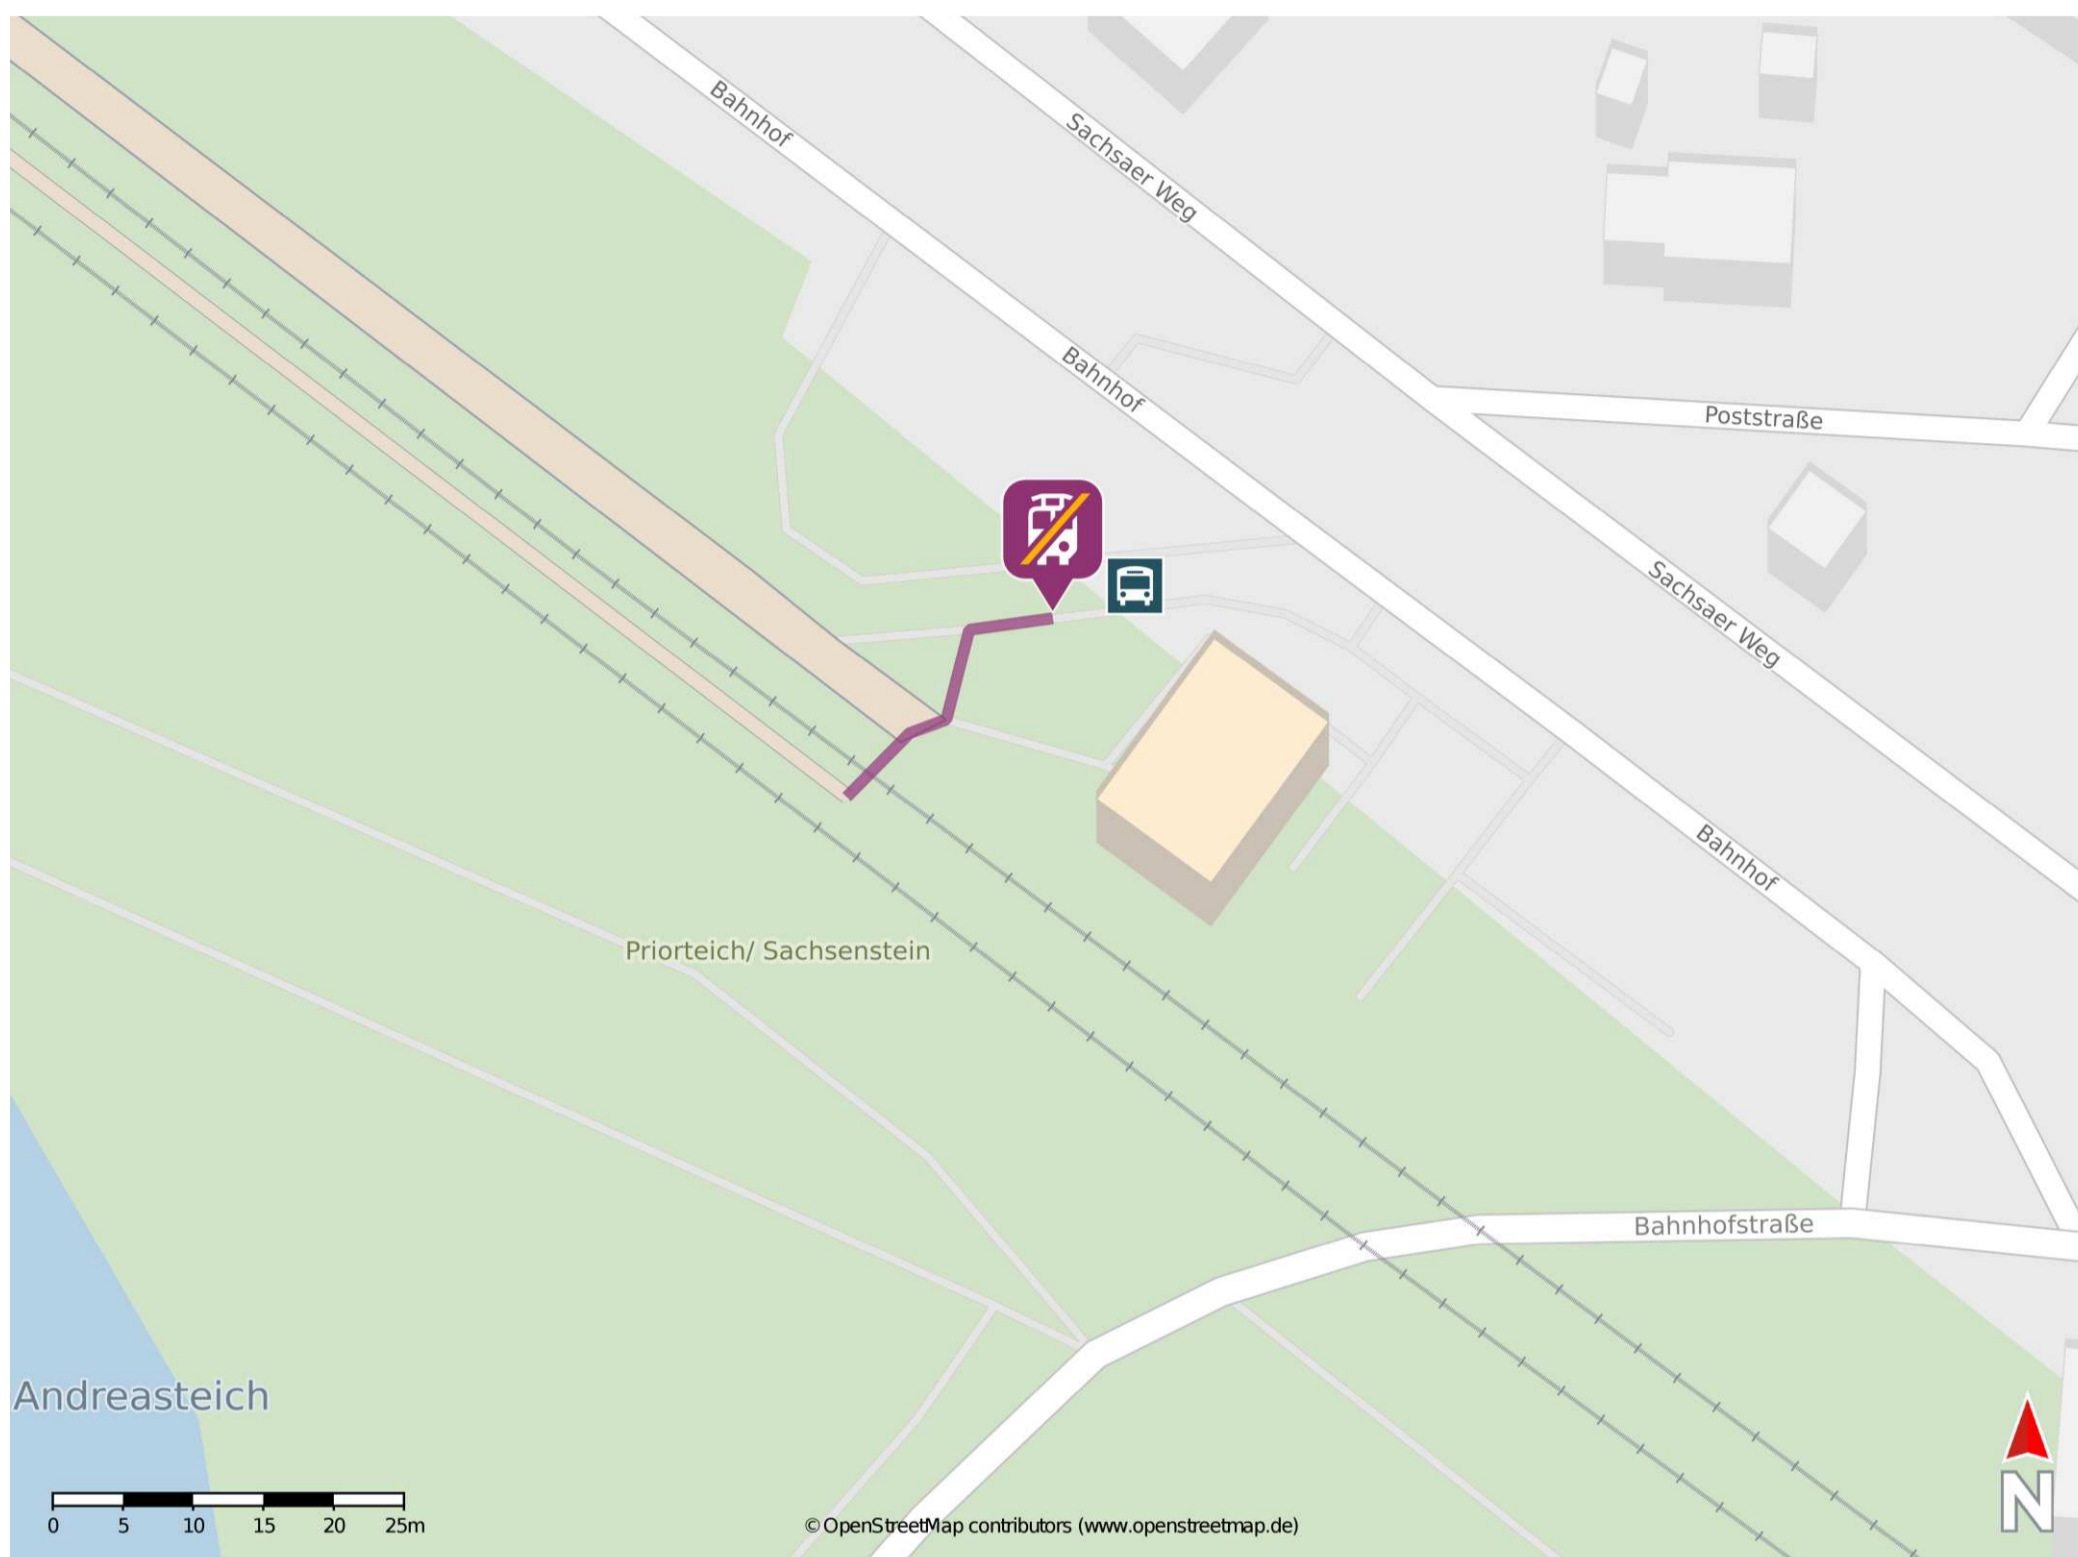 Bahnhof
Sachsaer Weg
Bahnhof
Poststraße
Sachsaer Weg
Bahnhof
Priorteich/ Sachsenstein
Bahnhofstraße
Andreasteich
0 5 10 15 20 25m
© OpenStreetMap contributors (www.openstreetmap.de)
N